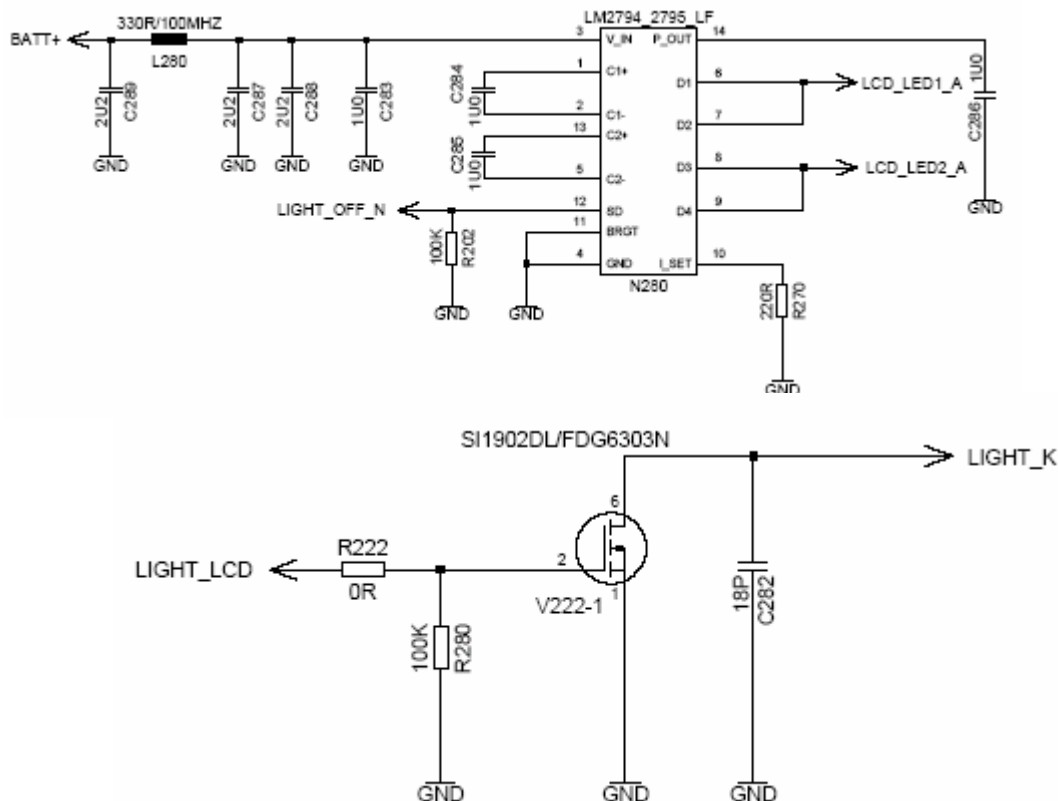 LM2794_2795_LF
330R/100MHZ
BATT+
L280
3 V_IN P_OUT 14
2U2 C289
2U2 C287
2U2 C288
1U0 C283
1 C1+
C284 1U0
2 C1-
13 C2+
C285 1U0
5 C2-
D1 6
LCD_LED1_A
D2 7
D3 8
LCD_LED2_A
D4 9
1U0 C286
GND
GND
GND
GND
GND
LIGHT_OFF_N
12 SD
11 BRGT
4 GND I_SET 10
N280
100K R202
GND
GND
220R R270
GND
SI1902DL/FDG6303N
LIGHT_K
6
R222
LIGHT_LCD
0R
2
1
V222-1
100K R280
18P C282
GND
GND
GND